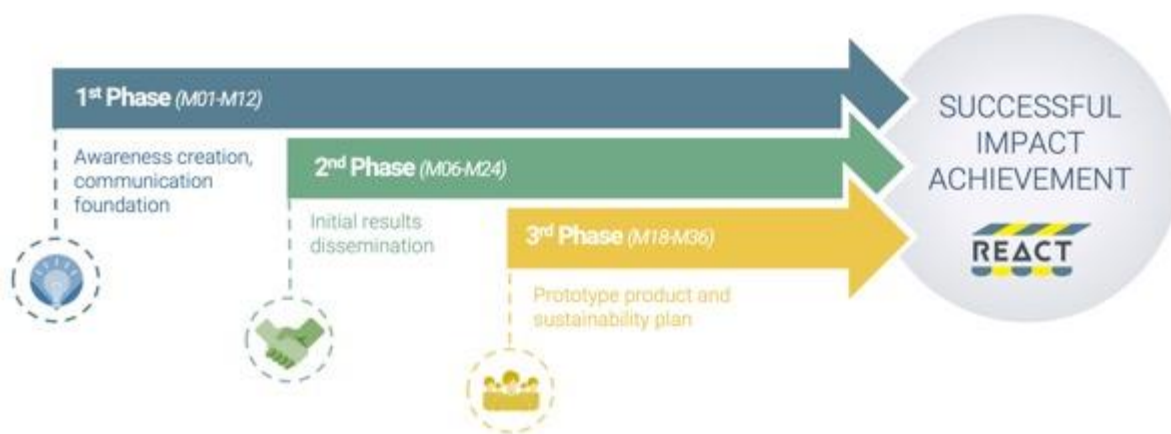 1st Phase (M01-M12)
Awareness creation,
communication
foundation
2nd Phase (M06-M24)
Initial results
dissemination
3rd Phase (M18-M36)
Prototype product and
sustainability plan
SUCCESSFUL
IMPACT
ACHIEVEMENT
REACT